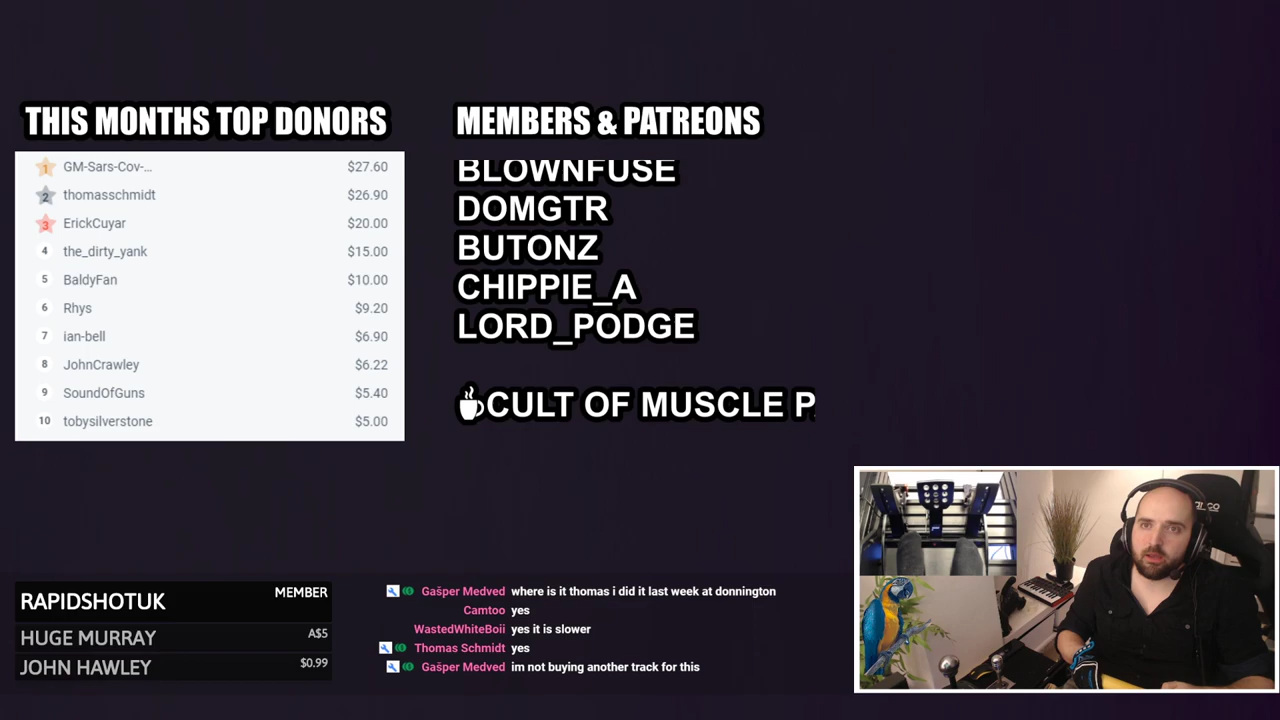 THIS MONTHS TOP DONORS
1 GM-Sars-Cov-... $27.60
2 thomasschmidt $26.90
3 ErickCuyar $20.00
4 the_dirty_yank $15.00
5 BaldyFan $10.00
6 Rhys $9.20
7 ian-bell $6.90
8 JohnCrawley $6.22
9 SoundOfGuns $5.40
10 tobysilverstone $5.00
MEMBERS & PATREONS
BLOWNFUSE
DOMGTR
BUTONZ
CHIPPIE_A
LORD_PODGE
CULT OF MUSCLE P
RAPIDSHOTUK MEMBER
HUGE MURRAY A$5
JOHN HAWLEY $0.99
Gašper Medved where is it thomas i did it last week at donnington
Camtoo yes
WastedWhiteBoii yes it is slower
Thomas Schmidt yes
Gašper Medved im not buying another track for this